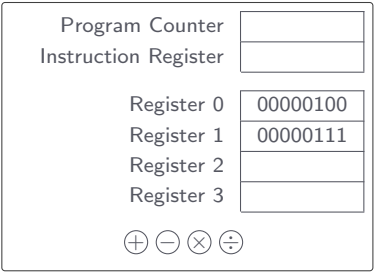 Program Counter
Instruction Register
Register 0 00000100
Register 1 00000111
Register 2
Register 3
+ − × ÷